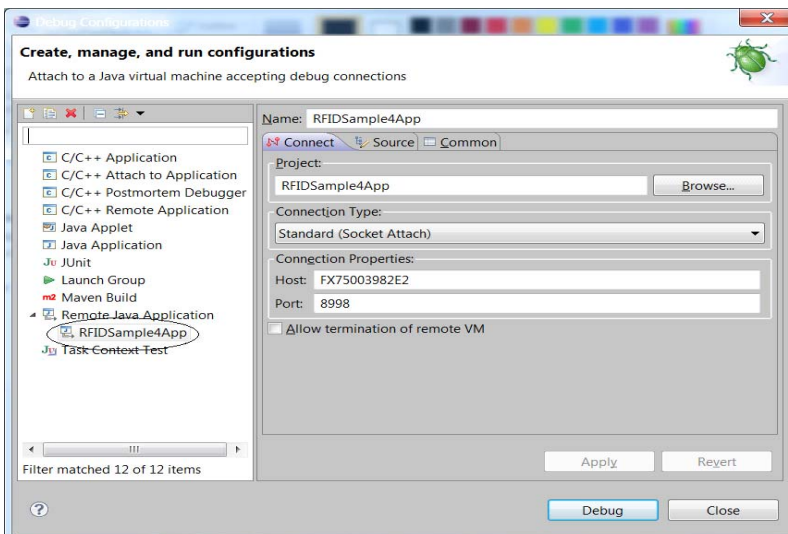 Debug Configurations
Create, manage, and run configurations
Attach to a Java virtual machine accepting debug connections
C/C++ Application
C/C++ Attach to Application
C/C++ Postmortem Debugger
C/C++ Remote Application
Java Applet
Java Application
Ju JUnit
Launch Group
m2 Maven Build
Remote Java Application
RFIDSample4App
Task Context Test
Filter matched 12 of 12 items
Name: RFIDSample4App
Connect Source Common
Project:
RFIDSample4App Browse...
Connection Type:
Standard (Socket Attach)
Connection Properties:
Host: FX75003982E2
Port: 8998
Allow termination of remote VM
Apply Revert
? Debug Close